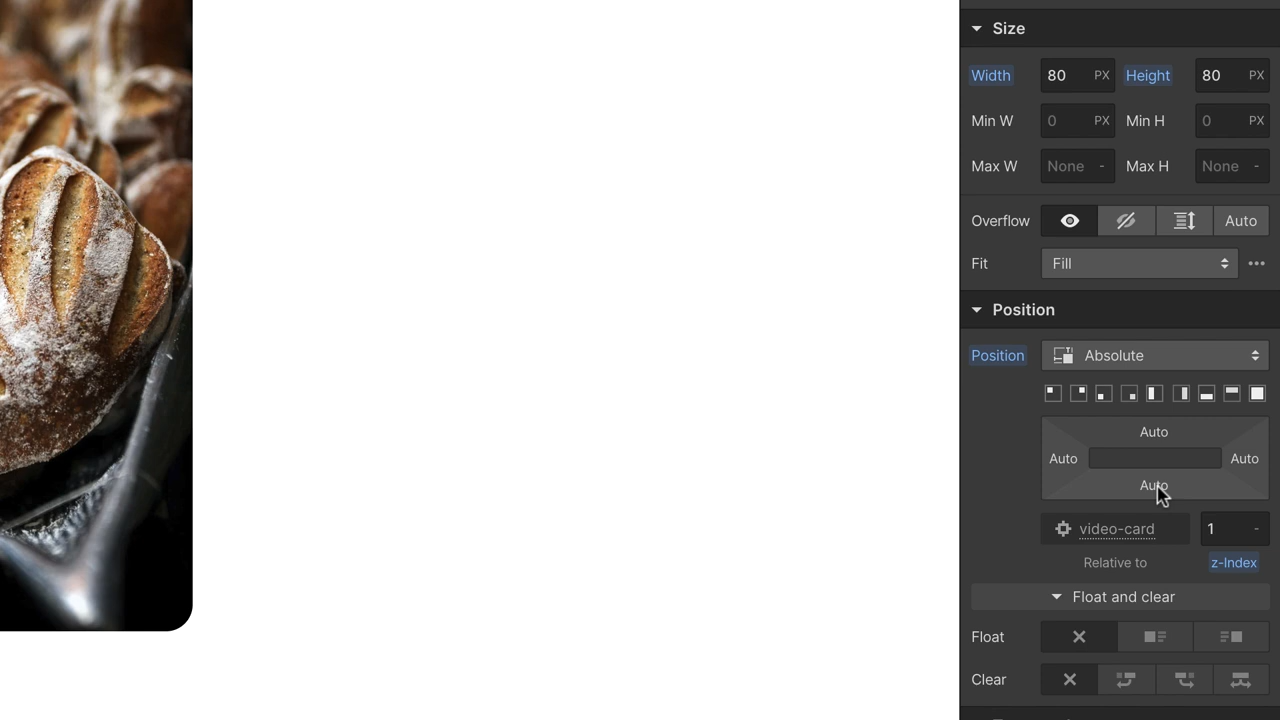 Size
Width 80 PX Height 80 PX
Min W 0 PX Min H 0 PX
Max W None - Max H None -
Overflow Auto
Fit Fill
Position
Position Absolute
Auto
Auto Auto
Auto
video-card 1 -
Relative to z-Index
Float and clear
Float
Clear